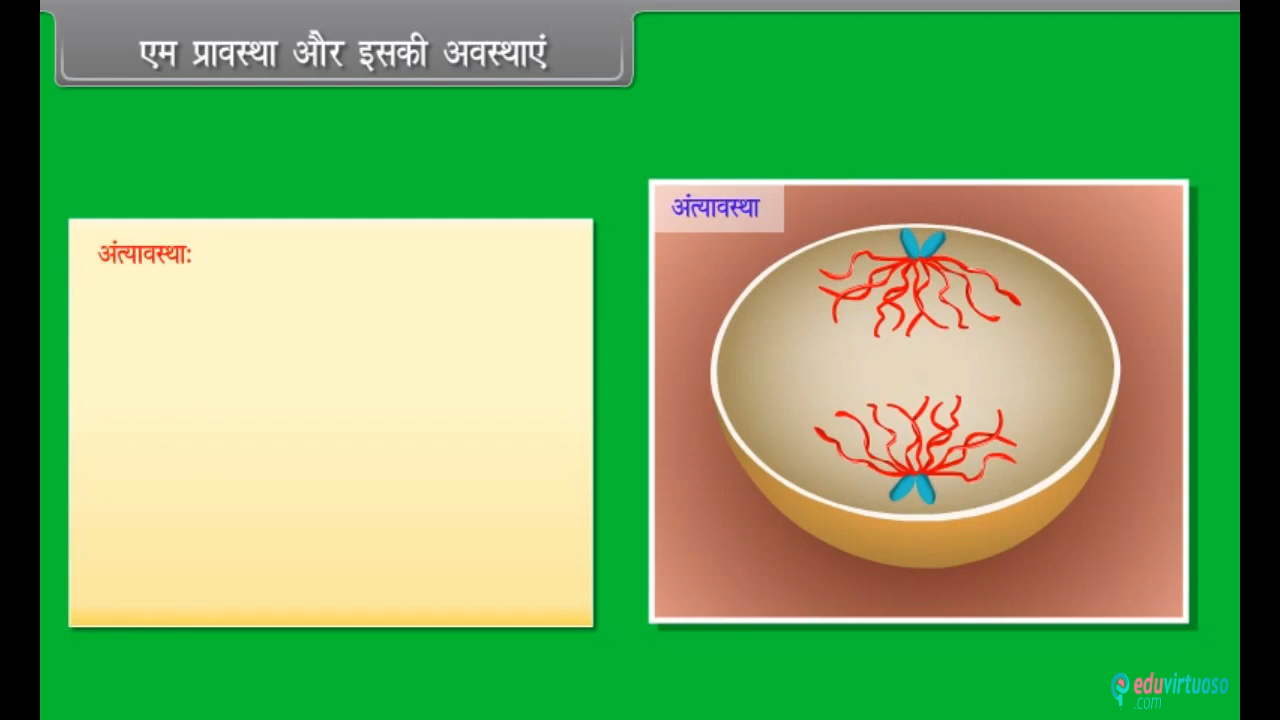 एम प्रावस्था और इसकी अवस्थाएं
अंत्यावस्था:
अंत्यावस्था
eduvirtuoso
.com